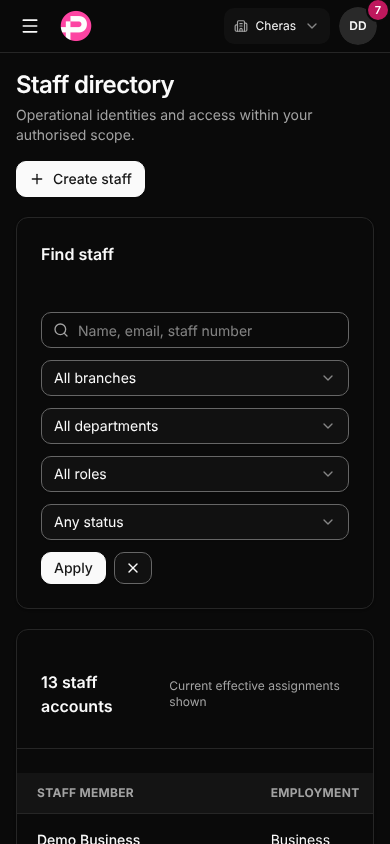 Cheras
DD
7
Staff directory
Operational identities and access within your
authorised scope.
Create staff
Find staff
Name, email, staff number
All branches
All departments
All roles
Any status
Apply
13 staff
accounts
Current effective assignments
shown
STAFF MEMBER
EMPLOYMENT
Demo Business
Business